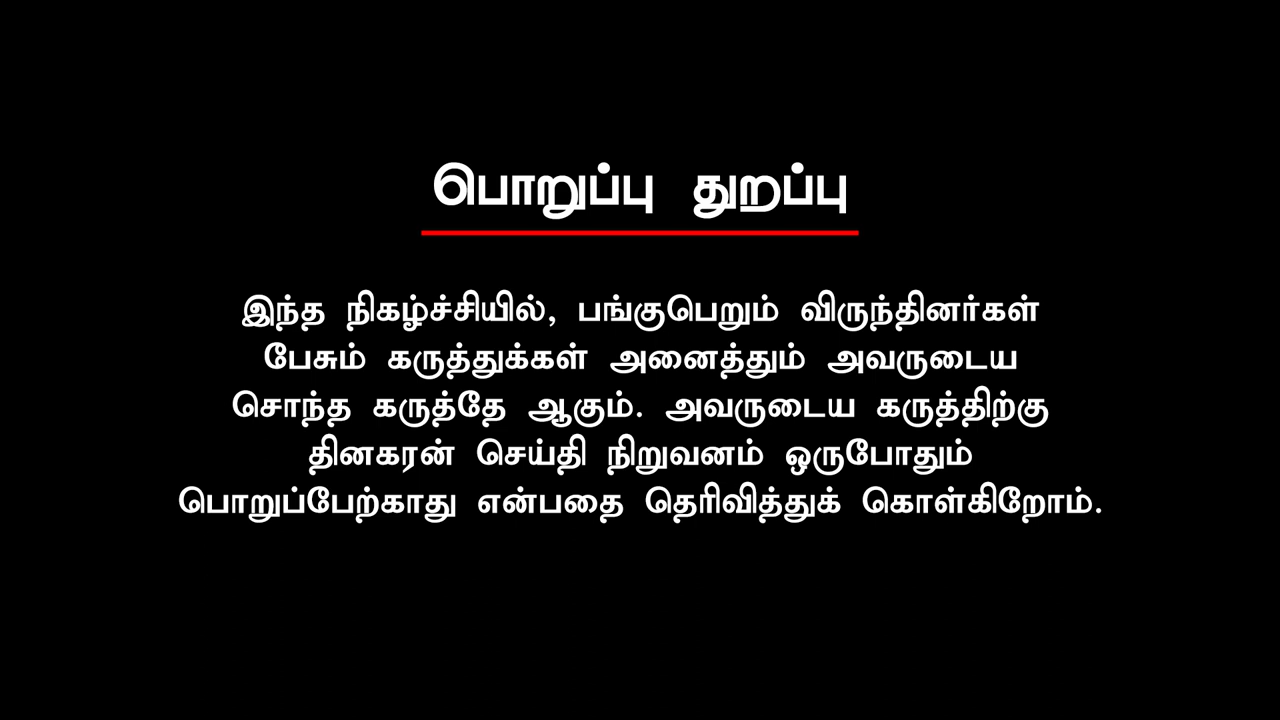 பொறுப்பு துறப்பு
இந்த நிகழ்ச்சியில், பங்குபெறும் விருந்தினர்கள்
பேசும் கருத்துக்கள் அனைத்தும் அவருடைய
சொந்த கருத்தே ஆகும். அவருடைய கருத்திற்கு
தினகரன் செய்தி நிறுவனம் ஒருபோதும்
பொறுப்பேற்காது என்பதை தெரிவித்துக் கொள்கிறோம்.